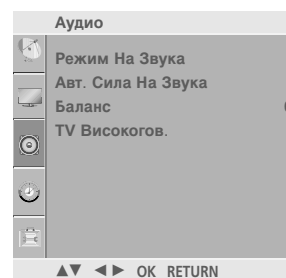 Аудио
Режим На Звука
Авт. Сила На Звука
Баланс
TV Високогов.
▲▼ ◄► OK RETURN